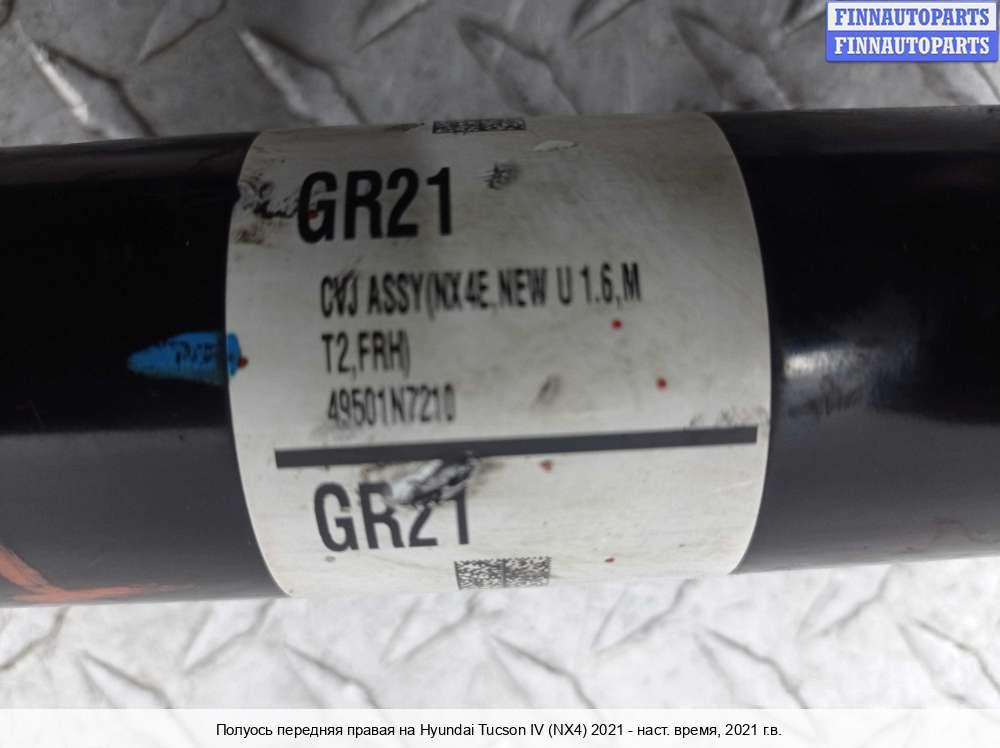 FINNAUTOPARTS
FINNAUTOPARTS
GR21
CVJ ASSY(NX4E,NEW U 1.6,M
T2,FRH)
49501N7210
GR21
Полуось передняя правая на Hyundai Tucson IV (NX4) 2021 - наст. время, 2021 г.в.